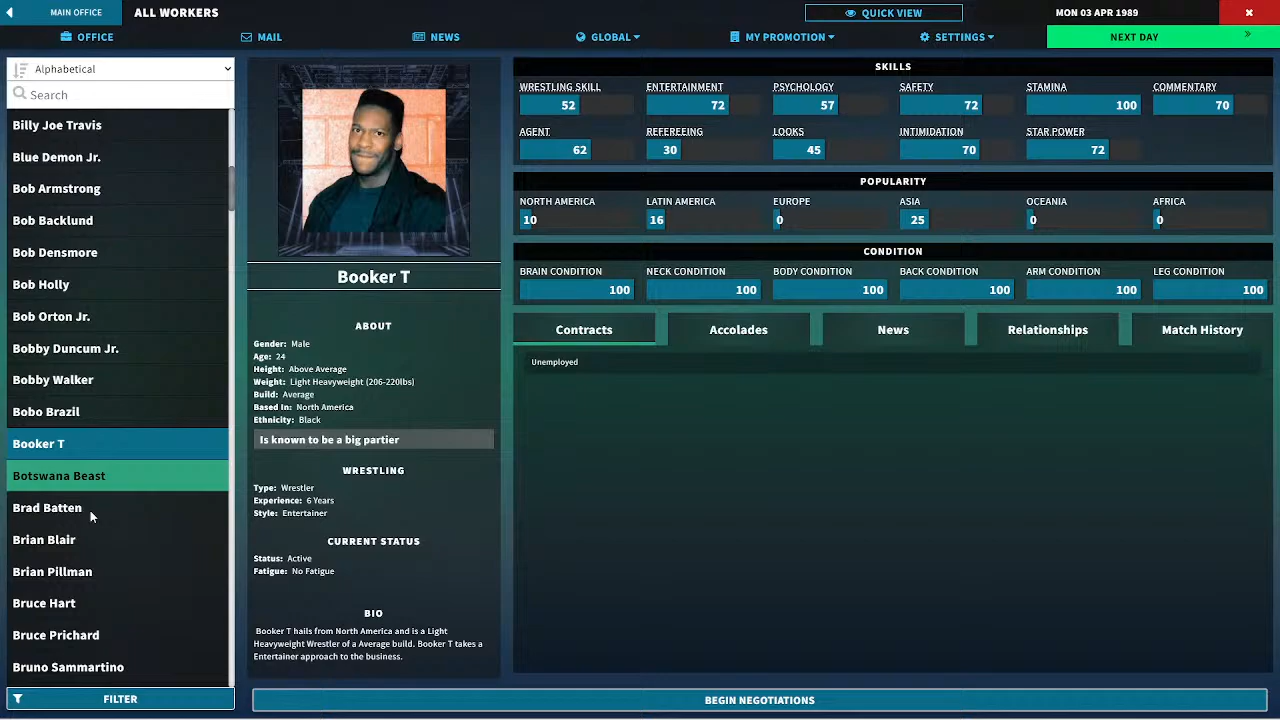 MAIN OFFICE
ALL WORKERS
QUICK VIEW
MON 03 APR 1989
OFFICE
MAIL
NEWS
GLOBAL
MY PROMOTION
SETTINGS
NEXT DAY
Alphabetical
Search
Billy Joe Travis
Blue Demon Jr.
Bob Armstrong
Bob Backlund
Bob Densmore
Bob Holly
Bob Orton Jr.
Bobby Duncum Jr.
Bobby Walker
Bobo Brazil
Booker T
Botswana Beast
Brad Batten
Brian Blair
Brian Pillman
Bruce Hart
Bruce Prichard
Bruno Sammartino
FILTER
Booker T
ABOUT
Gender: Male
Age: 24
Height: Above Average
Weight: Light Heavyweight (206-220lbs)
Build: Average
Based In: North America
Ethnicity: Black
Is known to be a big partier
WRESTLING
Type: Wrestler
Experience: 6 Years
Style: Entertainer
CURRENT STATUS
Status: Active
Fatigue: No Fatigue
BIO
Booker T hails from North America and is a Light
Heavyweight Wrestler of a Average build. Booker T takes a
Entertainer approach to the business.
SKILLS
WRESTLING SKILL ENTERTAINMENT PSYCHOLOGY SAFETY STAMINA COMMENTARY
52 72 57 72 100 70
AGENT REFEREEING LOOKS INTIMIDATION STAR POWER
62 30 45 70 72
POPULARITY
NORTH AMERICA LATIN AMERICA EUROPE ASIA OCEANIA AFRICA
10 16 0 25 0 0
CONDITION
BRAIN CONDITION NECK CONDITION BODY CONDITION BACK CONDITION ARM CONDITION LEG CONDITION
100 100 100 100 100 100
Contracts Accolades News Relationships Match History
Unemployed
BEGIN NEGOTIATIONS